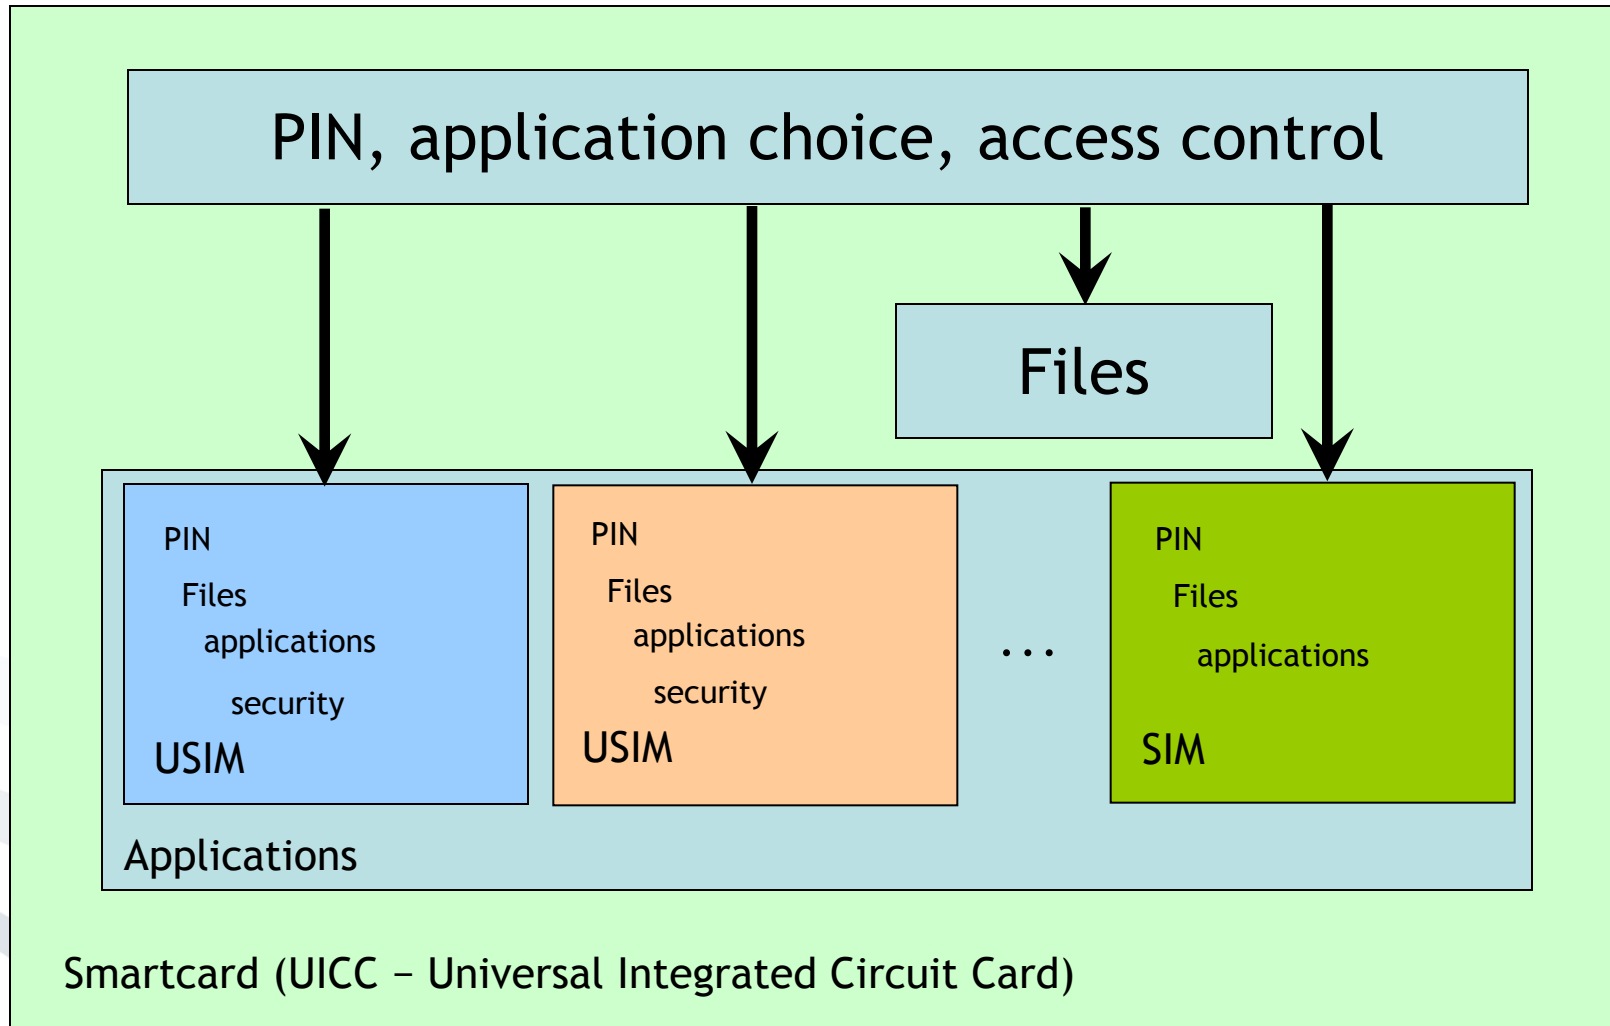 PIN, application choice, access control
Files
PIN
Files
applications
security
USIM
PIN
Files
applications
security
USIM
...
PIN
Files
applications
SIM
Applications
Smartcard (UICC – Universal Integrated Circuit Card)